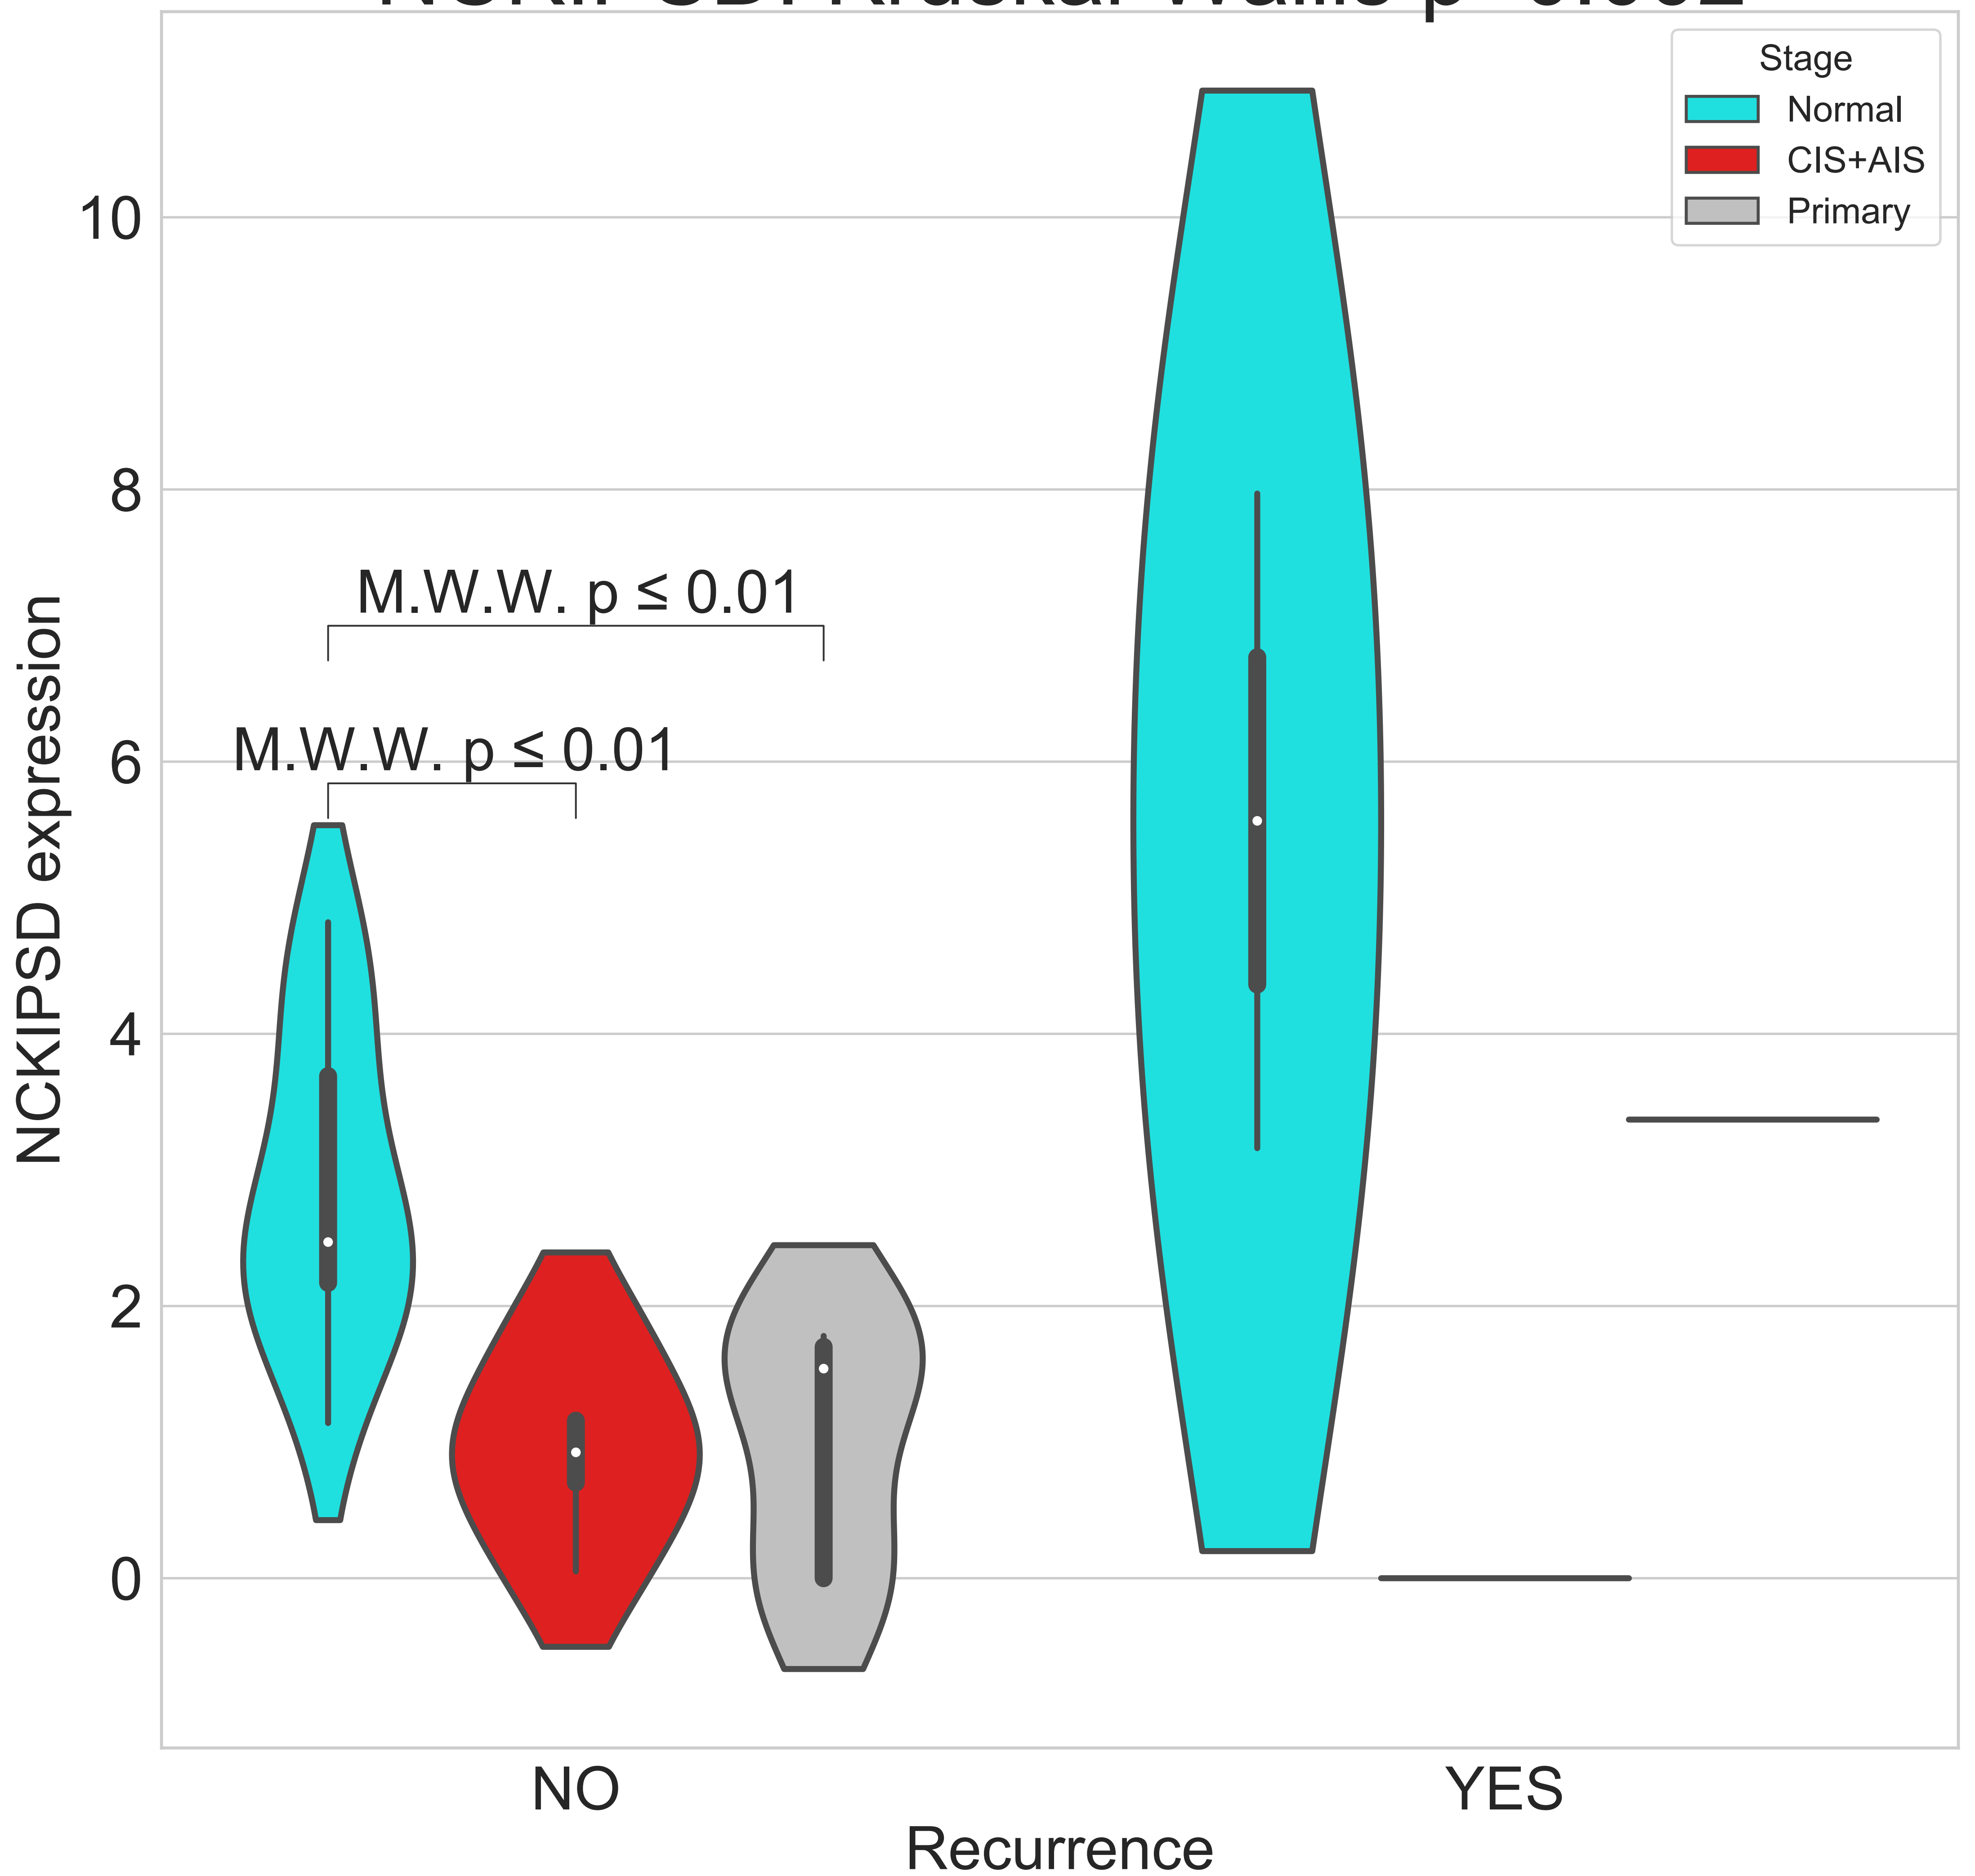 Stage
Normal
CIS+AIS
Primary
10
8
6
4
2
0
NCKIPSD expression
M.W.W. p ≤ 0.01
M.W.W. p ≤ 0.01
NO
YES
Recurrence